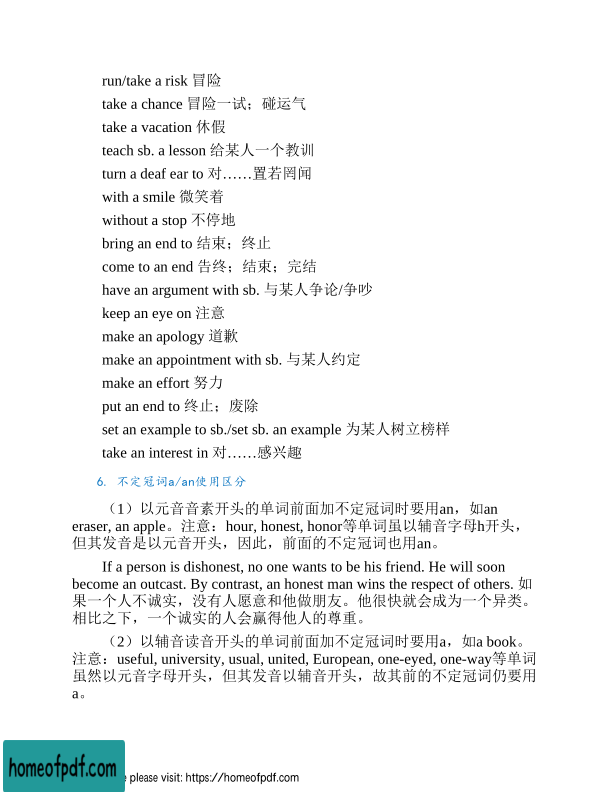 run/take a risk 冒险
take a chance 冒险一试；碰运气
take a vacation 休假
teach sb. a lesson 给某人一个教训
turn a deaf ear to 对……置若罔闻
with a smile 微笑着
without a stop 不停地
bring an end to 结束；终止
come to an end 告终；结束；完结
have an argument with sb. 与某人争论/争吵
keep an eye on 注意
make an apology 道歉
make an appointment with sb. 与某人约定
make an effort 努力
put an end to 终止；废除
set an example to sb./set sb. an example 为某人树立榜样
take an interest in 对……感兴趣
6. 不定冠词a/an使用区分
（1）以元音音素开头的单词前面加不定冠词时要用an，如an
eraser, an apple。注意：hour, honest, honor等单词虽以辅音字母h开头，
但其发音是以元音开头，因此，前面的不定冠词也用an。
If a person is dishonest, no one wants to be his friend. He will soon
become an outcast. By contrast, an honest man wins the respect of others. 如
果一个人不诚实，没有人愿意和他做朋友。他很快就会成为一个异类。
相比之下，一个诚实的人会赢得他人的尊重。
（2）以辅音读音开头的单词前面加不定冠词时要用a，如a book。
注意：useful, university, usual, united, European, one-eyed, one-way等单词
虽然以元音字母开头，但其发音以辅音开头，故其前的不定冠词仍要用
a。
homeofpdf.com
e please visit: https://homeofpdf.com